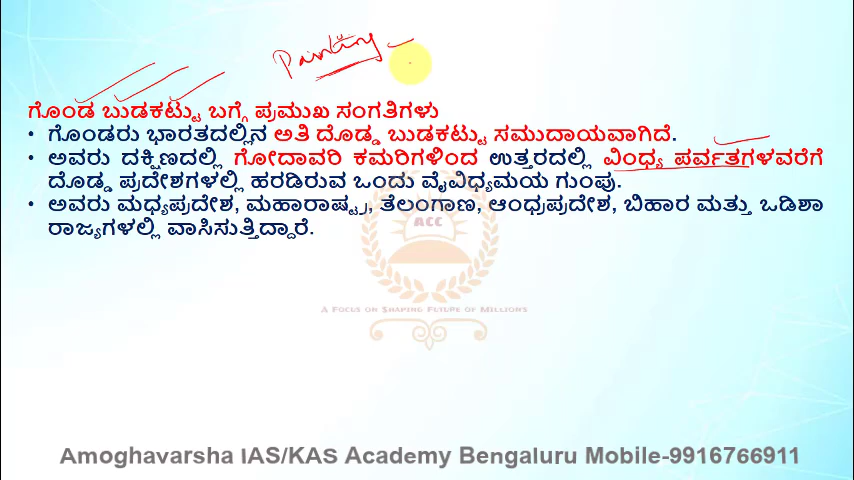 Painting
ಗೊಂಡ ಬುಡಕಟ್ಟು ಬಗ್ಗೆ ಪ್ರಮುಖ ಸಂಗತಿಗಳು
• ಗೊಂಡರು ಭಾರತದಲ್ಲಿನ ಅತಿ ದೊಡ್ಡ ಬುಡಕಟ್ಟು ಸಮುದಾಯವಾಗಿದೆ.
• ಅವರು ದಕ್ಷಿಣದಲ್ಲಿ ಗೋದಾವರಿ ಕಮರಿಗಳಿಂದ ಉತ್ತರದಲ್ಲಿ ವಿಂಧ್ಯ ಪರ್ವತಗಳವರೆಗೆ
ದೊಡ್ಡ ಪ್ರದೇಶಗಳಲ್ಲಿ ಹರಡಿರುವ ಒಂದು ವೈವಿಧ್ಯಮಯ ಗುಂಪು.
• ಅವರು ಮಧ್ಯಪ್ರದೇಶ, ಮಹಾರಾಷ್ಟ್ರ, ತೆಲಂಗಾಣ, ಆಂಧ್ರಪ್ರದೇಶ, ಬಿಹಾರ ಮತ್ತು ಒಡಿಶಾ
ರಾಜ್ಯಗಳಲ್ಲಿ ವಾಸಿಸುತ್ತಿದ್ದಾರೆ.
ACC
A Focus on Shaping Future of Millions
Amoghavarsha IAS/KAS Academy Bengaluru Mobile-9916766911